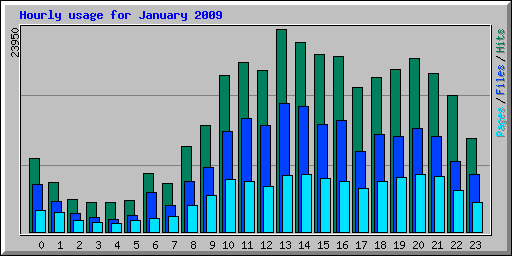 Hourly usage for January 2009
23950
Pages/Files/Hits
0 1 2 3 4 5 6 7 8 9 10 11 12 13 14 15 16 17 18 19 20 21 22 23